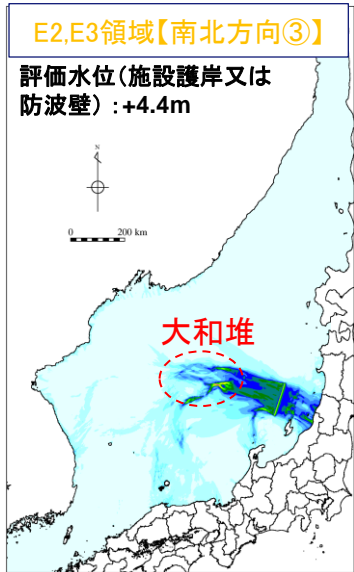 E2,E3領域【南北方向③】
評価水位(施設護岸又は
防波壁):+4.4m
N
0 200 km
大和堆